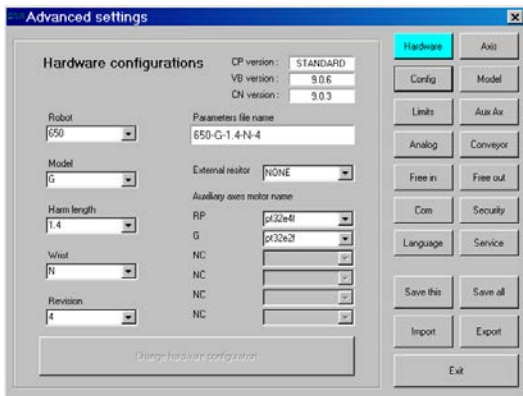 Advanced settings
Hardware configurations
CP version : STANDARD
VB version : 9.0.6
CN version : 9.0.3
Robot
650
Parameters file name
650-G-1.4-N-4
Model
G
External resitor NONE
Auxiliary axes motor name
Harm length
1.4
RP pt32e4f
G pt32e2f
Wrist
N
NC
NC
NC
NC
Revision
4
Change hardware configuration
Hardware Axis
Config Model
Limits Aux Ax
Analog Conveyor
Free in Free out
Com Security
Language Service
Save this Save all
Import Export
Exit